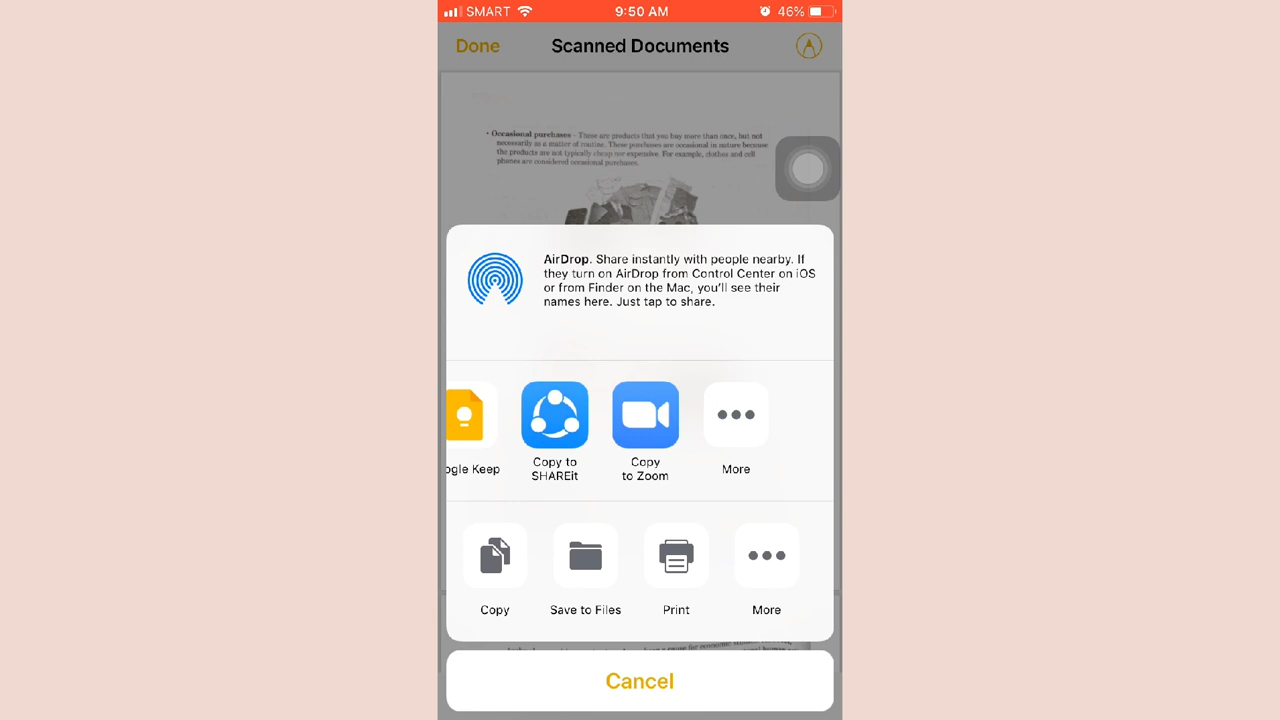 SMART
9:50 AM
46%
Done
Scanned Documents
• Occasional purchases - These are products that you buy more than once, but not
necessarily as a matter of routine. These purchases are occasional in nature because
the products are not typically cheap nor expensive. For example, clothes and cell
phones are considered occasional purchases.
AirDrop. Share instantly with people nearby. If
they turn on AirDrop from Control Center on iOS
or from Finder on the Mac, you'll see their
names here. Just tap to share.
ogle Keep
Copy to
SHAREit
Copy
to Zoom
More
Copy
Save to Files
Print
More
Cancel